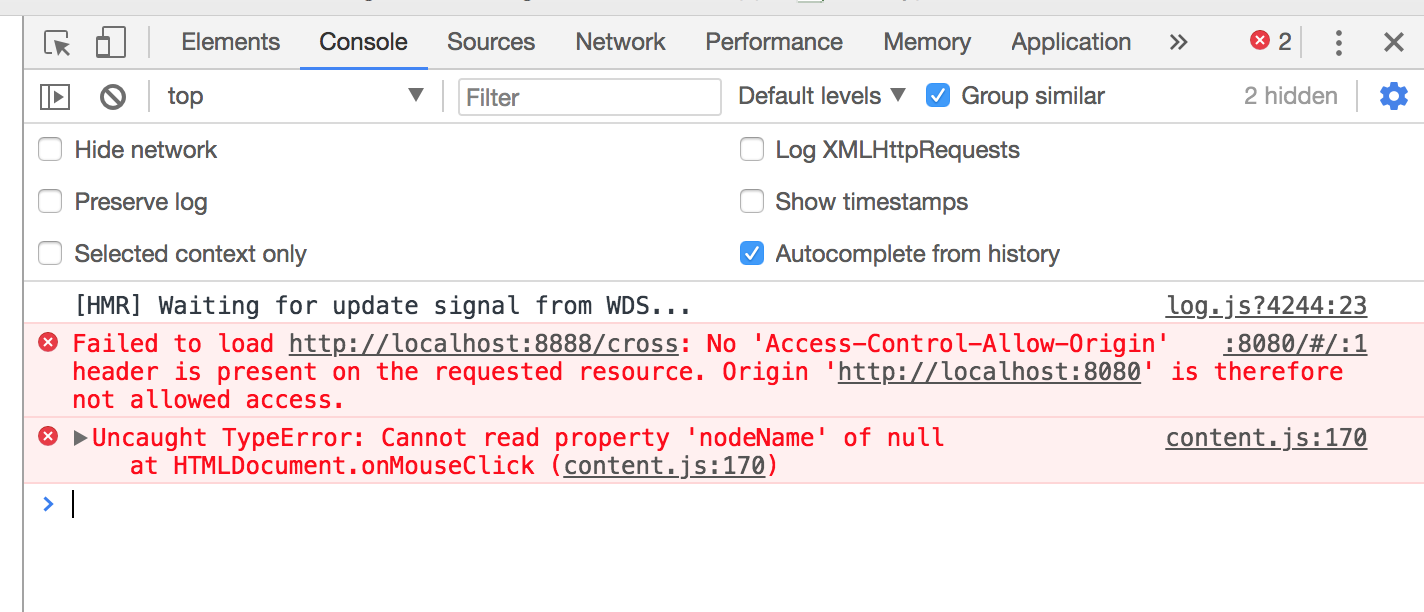 Elements Console Sources Network Performance Memory Application » 2
top Filter Default levels Group similar 2 hidden
Hide network Log XMLHttpRequests
Preserve log Show timestamps
Selected context only Autocomplete from history
[HMR] Waiting for update signal from WDS... log.js?4244:23
Failed to load http://localhost:8888/cross: No 'Access-Control-Allow-Origin' :8080/#/:1
header is present on the requested resource. Origin 'http://localhost:8080' is therefore
not allowed access.
Uncaught TypeError: Cannot read property 'nodeName' of null content.js:170
at HTMLDocument.onMouseClick (content.js:170)